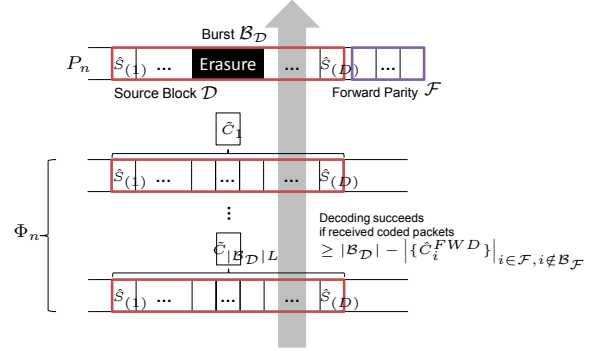 Burst 𝓑_𝓓
P_n Ŝ_(1) ... Erasure ... Ŝ_(D) ...
Source Block 𝓓 Forward Parity 𝓕
C̃_1
Ŝ_(1) ... ... ... Ŝ_(D)
Φ_n
⋮
Decoding succeeds
if received coded packets
C̃_|𝓑_𝓓|L ≥ |𝓑_𝓓| − |{Ĉ_i^FWD}|_i∈𝓕, i∉𝓑_𝓕
Ŝ_(1) ... ... ... Ŝ_(D)